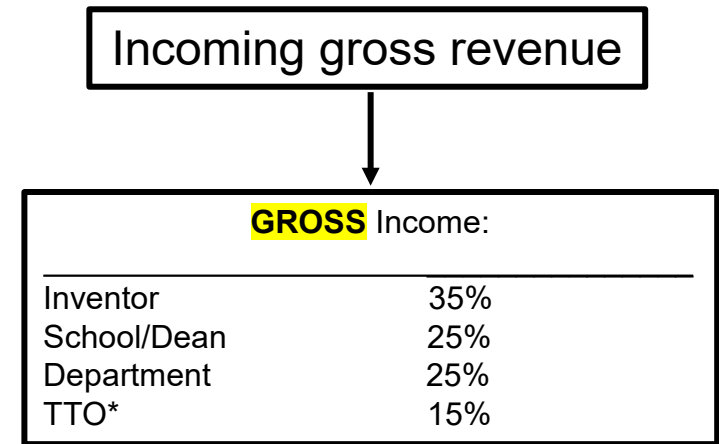 Incoming gross revenue
GROSS Income:
Inventor 35%
School/Dean 25%
Department 25%
TTO* 15%